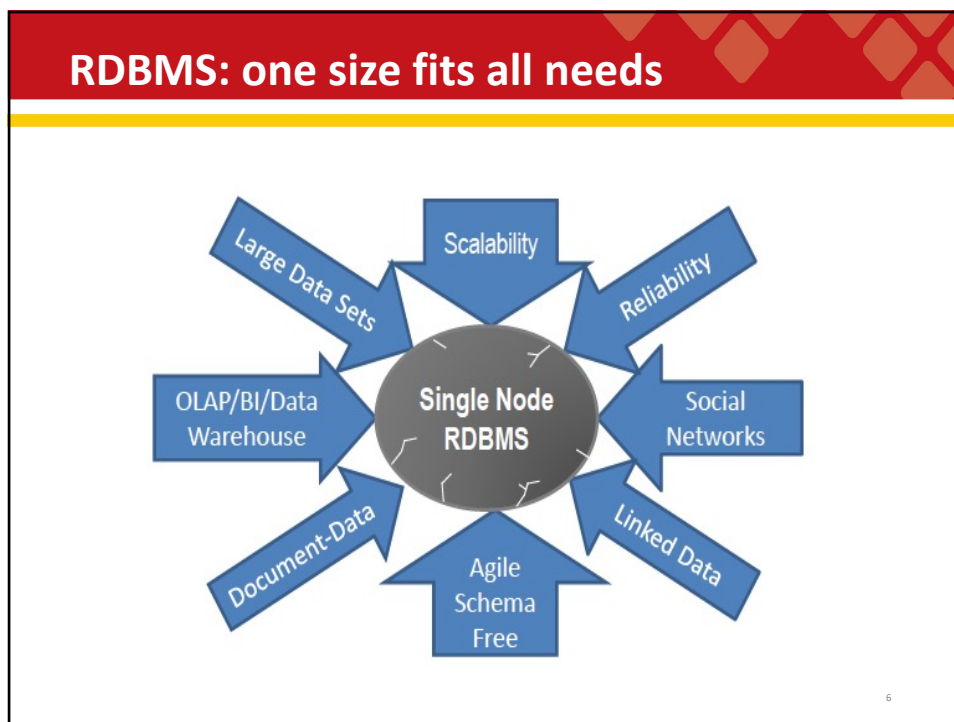 RDBMS: one size fits all needs
Large Data Sets
Scalability
Reliability
OLAP/BI/Data
Warehouse
Single Node
RDBMS
Social
Networks
Document-Data
Agile
Schema
Free
Linked Data
6